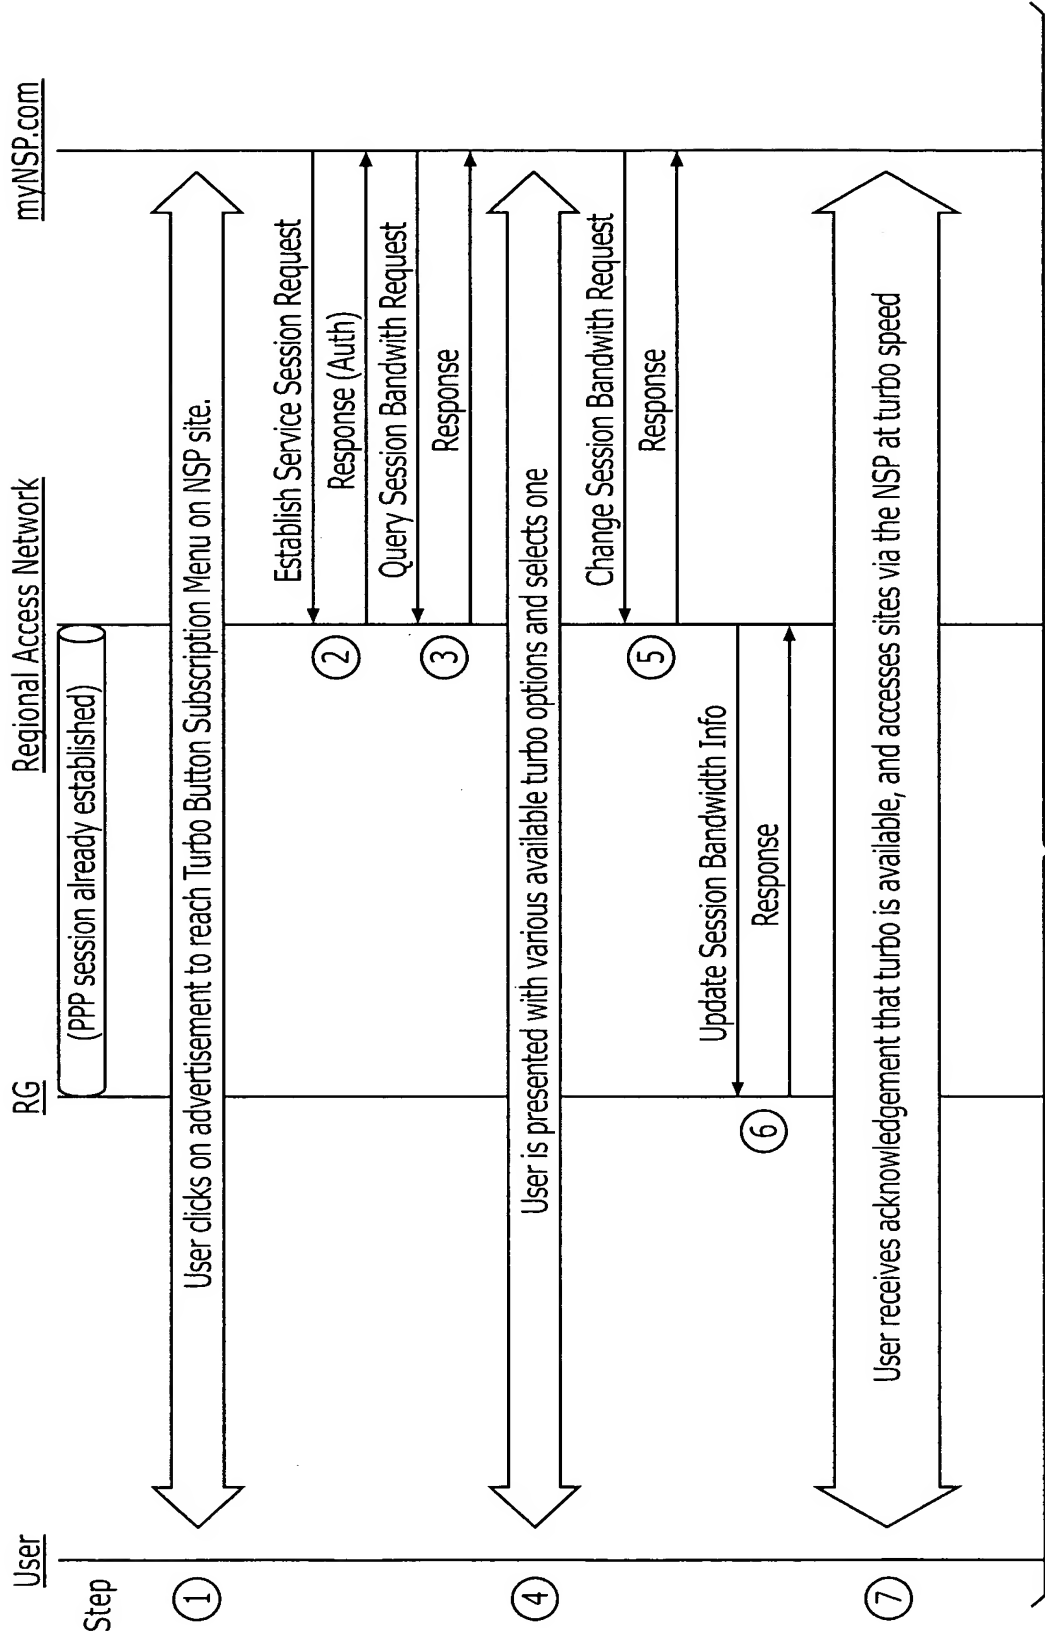 User
RG
Regional Access Network
myNSP.com
Step
(PPP session already established)
1
User clicks on advertisement to reach Turbo Button Subscription Menu on NSP site.
Establish Service Session Request
2
Response (Auth)
Query Session Bandwith Request
3
Response
4
User is presented with various available turbo options and selects one
Change Session Bandwith Request
5
Response
Update Session Bandwidth Info
6
Response
7
User receives acknowledgement that turbo is available, and accesses sites via the NSP at turbo speed